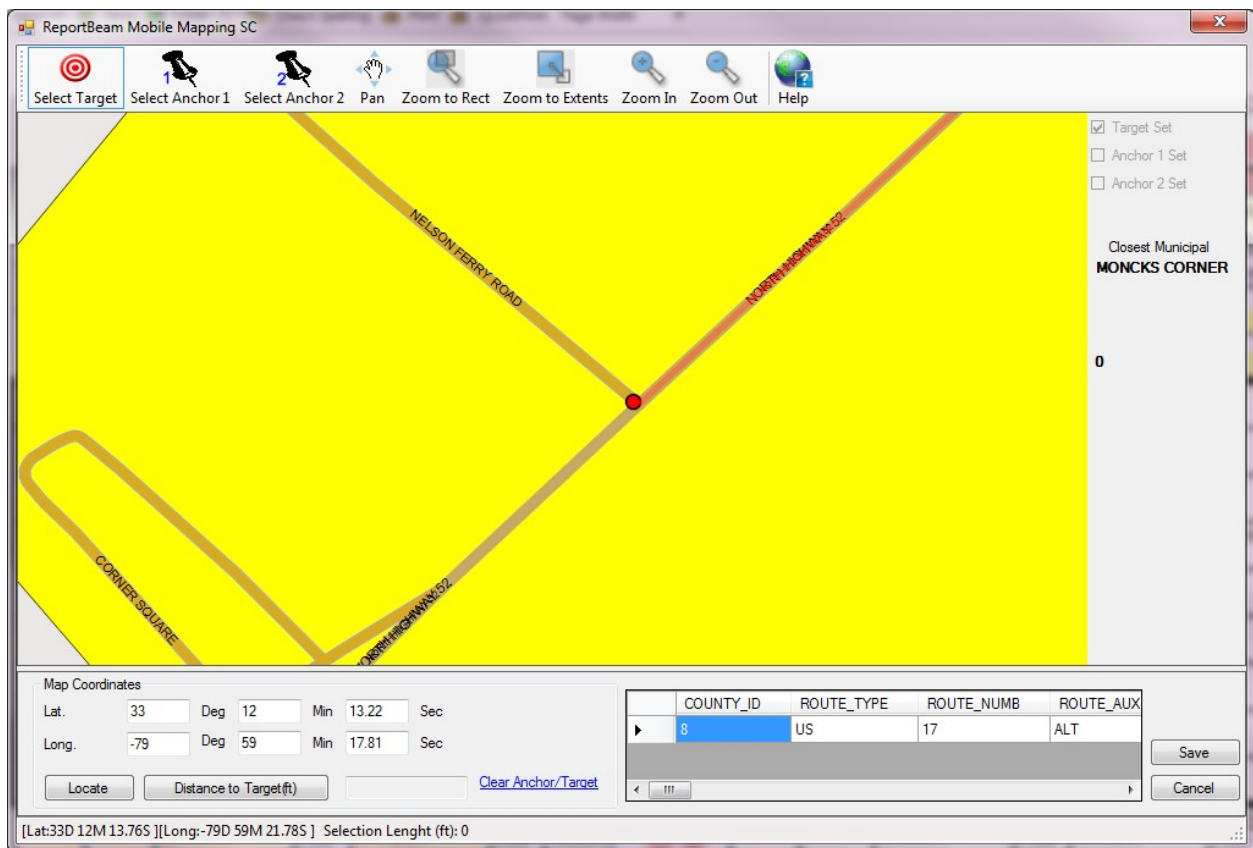 ReportBeam Mobile Mapping SC
X
1 2
Select Target Select Anchor 1 Select Anchor 2 Pan Zoom to Rect Zoom to Extents Zoom In Zoom Out Help
Target Set
Anchor 1 Set
Anchor 2 Set
Closest Municipal
MONCKS CORNER
0
NELSON FERRY ROAD
CORNER SQUARE
Map Coordinates
Lat. 33 Deg 12 Min 13.22 Sec
Long. -79 Deg 59 Min 17.81 Sec
Locate Distance to Target(ft) Clear Anchor/Target
COUNTY_ID ROUTE_TYPE ROUTE_NUMB ROUTE_AUX
8 US 17 ALT
Save
Cancel
[Lat:33D 12M 13.76S ][Long:-79D 59M 21.78S ] Selection Lenght (ft): 0